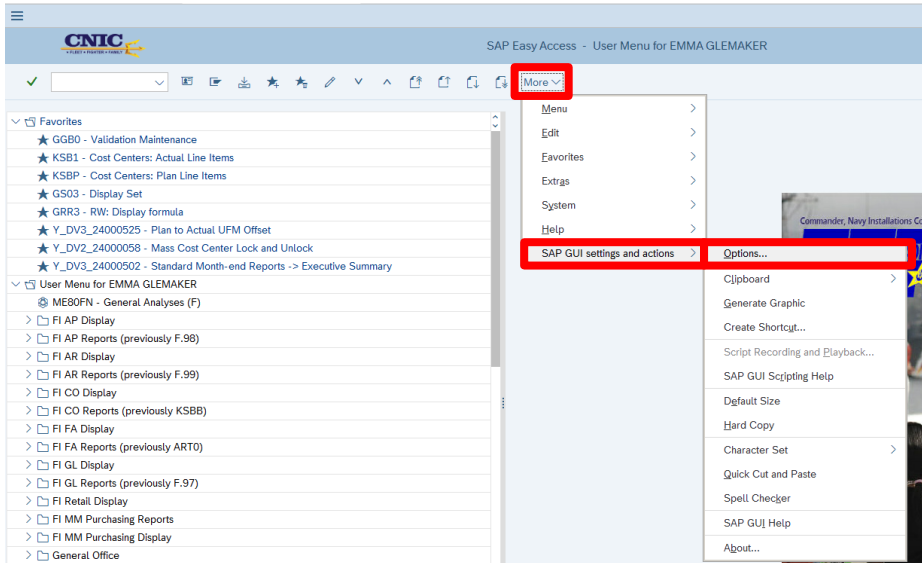 CNIC
FLEET • FIGHTER • FAMILY
SAP Easy Access - User Menu for EMMA GLEMAKER
More
Favorites
GGB0 - Validation Maintenance
KSB1 - Cost Centers: Actual Line Items
KSBP - Cost Centers: Plan Line Items
GS03 - Display Set
GRR3 - RW: Display formula
Y_DV3_24000525 - Plan to Actual UFM Offset
Y_DV2_24000058 - Mass Cost Center Lock and Unlock
Y_DV3_24000502 - Standard Month-end Reports -> Executive Summary
User Menu for EMMA GLEMAKER
ME80FN - General Analyses (F)
FI AP Display
FI AP Reports (previously F.98)
FI AR Display
FI AR Reports (previously F.99)
FI CO Display
FI CO Reports (previously KSBB)
FI FA Display
FI FA Reports (previously ART0)
FI GL Display
FI GL Reports (previously F.97)
FI Retail Display
FI MM Purchasing Reports
FI MM Purchasing Display
General Office
Menu
Edit
Favorites
Extras
System
Help
SAP GUI settings and actions
Options...
Clipboard
Generate Graphic
Create Shortcut...
Script Recording and Playback...
SAP GUI Scripting Help
Default Size
Hard Copy
Character Set
Quick Cut and Paste
Spell Checker
SAP GUI Help
About...
Commander, Navy Installations Co